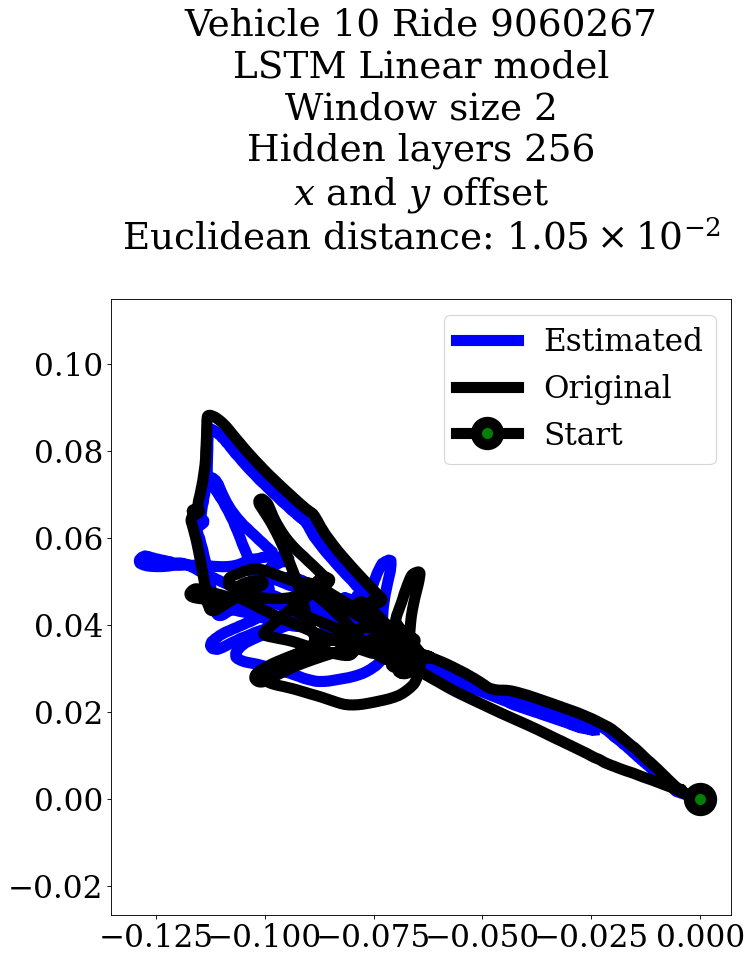 Vehicle 10 Ride 9060267
LSTM Linear model
Window size 2
Hidden layers 256
x and y offset
Euclidean distance: 1.05 × 10⁻²
Estimated
Original
Start
0.10
0.08
0.06
0.04
0.02
0.00
−0.02
−0.125 −0.100 −0.075 −0.050 −0.025 0.000